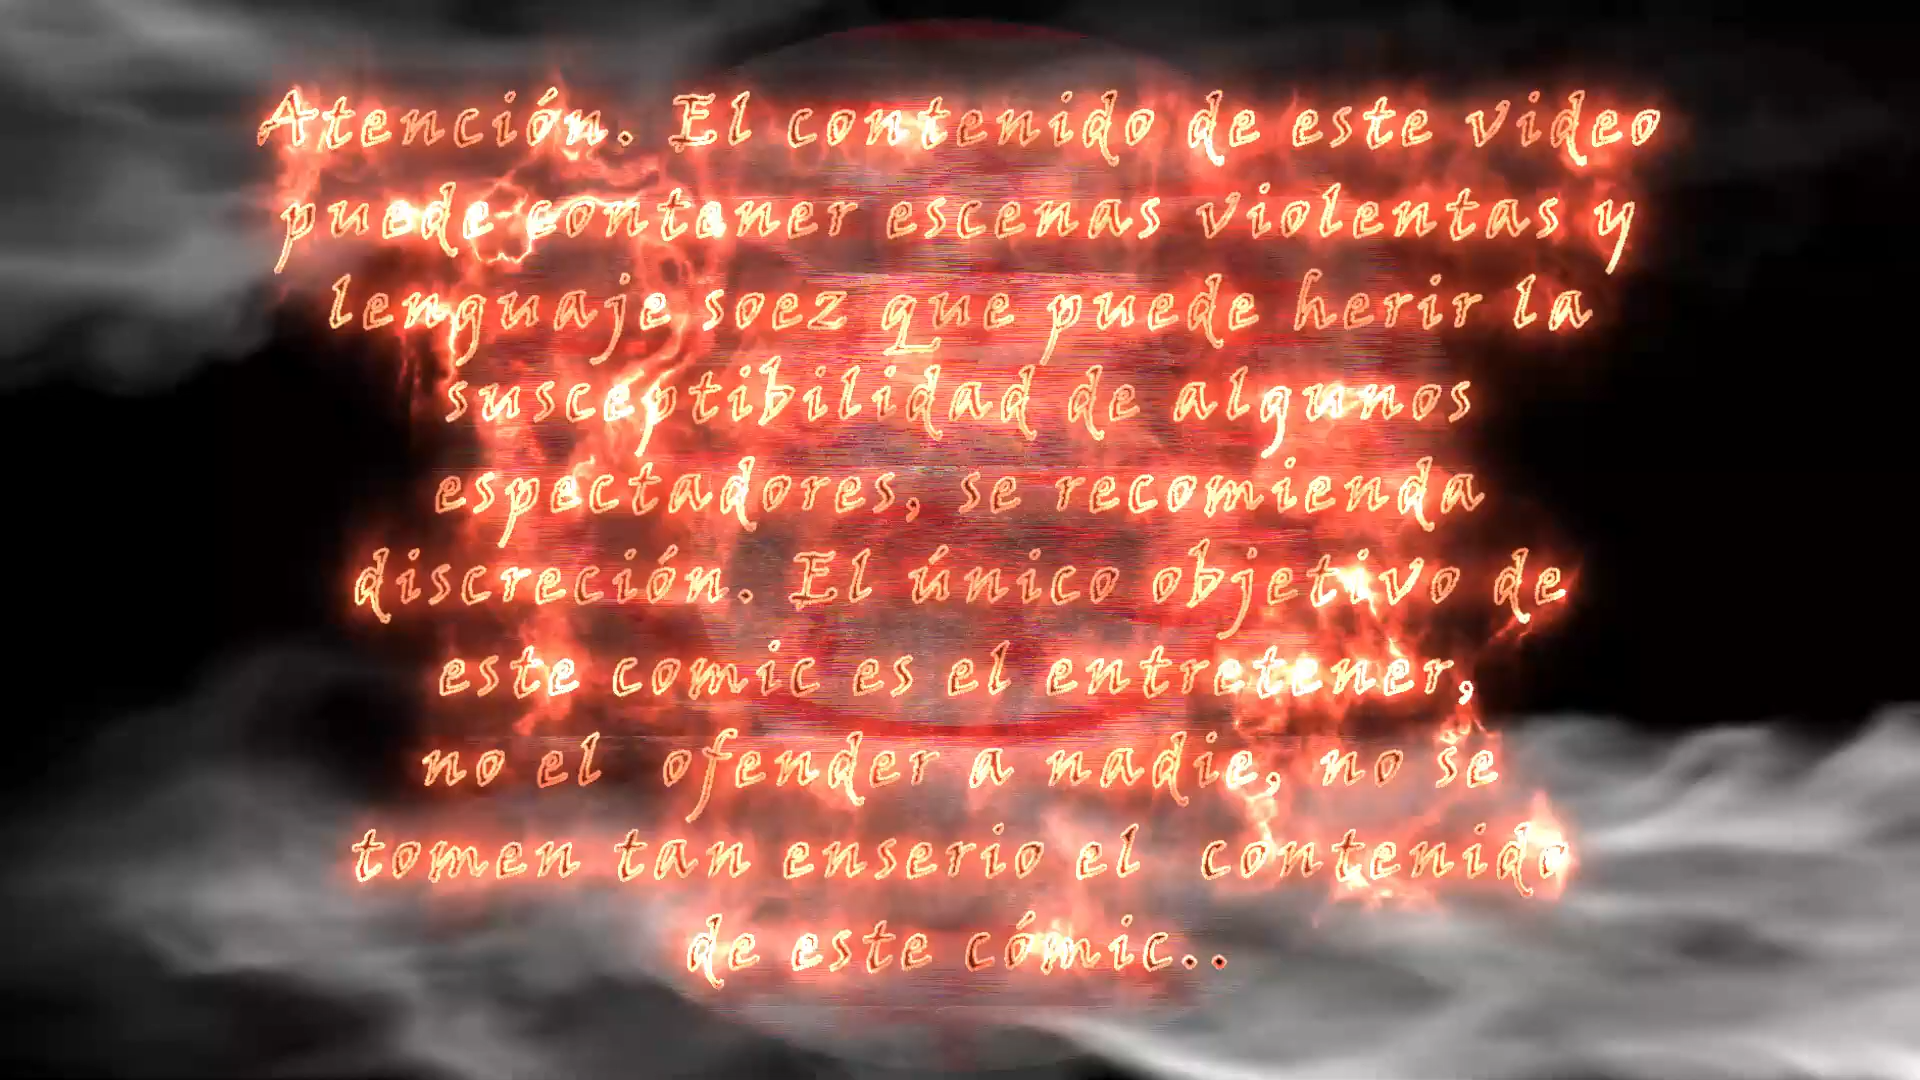 Atención. El contenido de este video
puede contener escenas violentas y
lenguaje soez que puede herir la
susceptibilidad de algunos
espectadores, se recomienda
discreción. El único objetivo de
este comic es el entretener,
no el ofender a nadie, no se
tomen tan enserio el contenido
de este cómic..